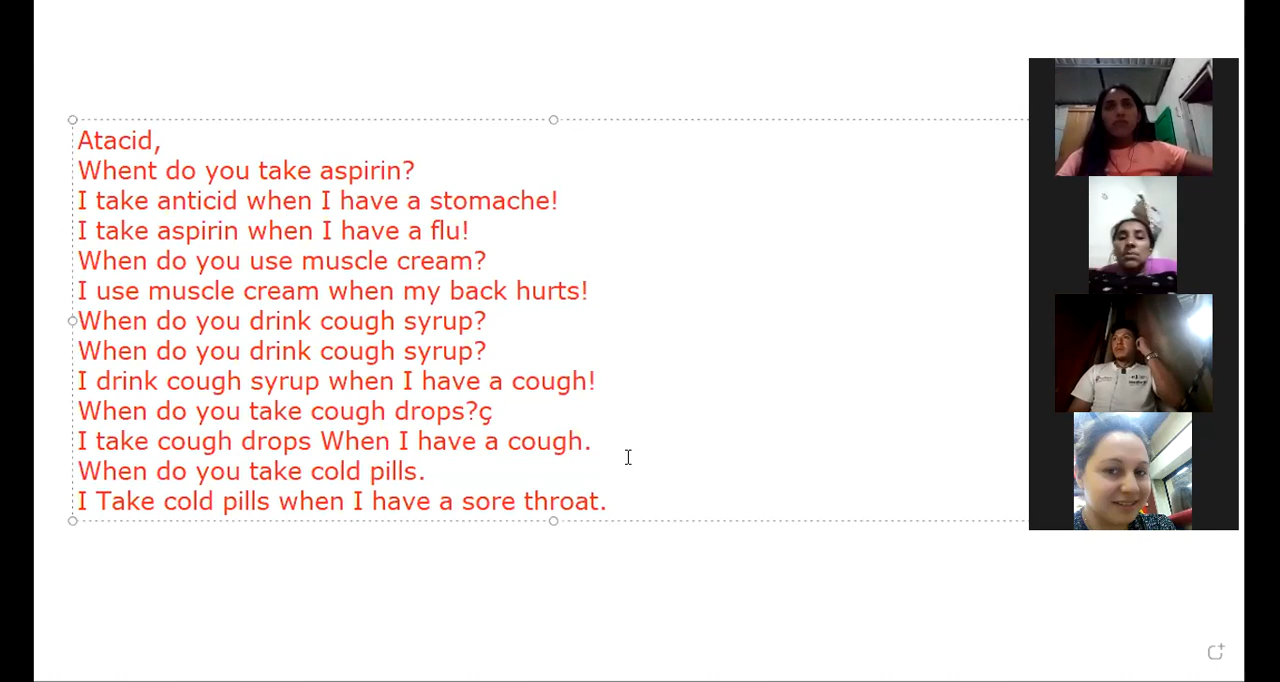 Atacid,
Whent do you take aspirin?
I take anticid when I have a stomache!
I take aspirin when I have a flu!
When do you use muscle cream?
I use muscle cream when my back hurts!
When do you drink cough syrup?
When do you drink cough syrup?
I drink cough syrup when I have a cough!
When do you take cough drops?ç
I take cough drops When I have a cough.
When do you take cold pills.
I Take cold pills when I have a sore throat.